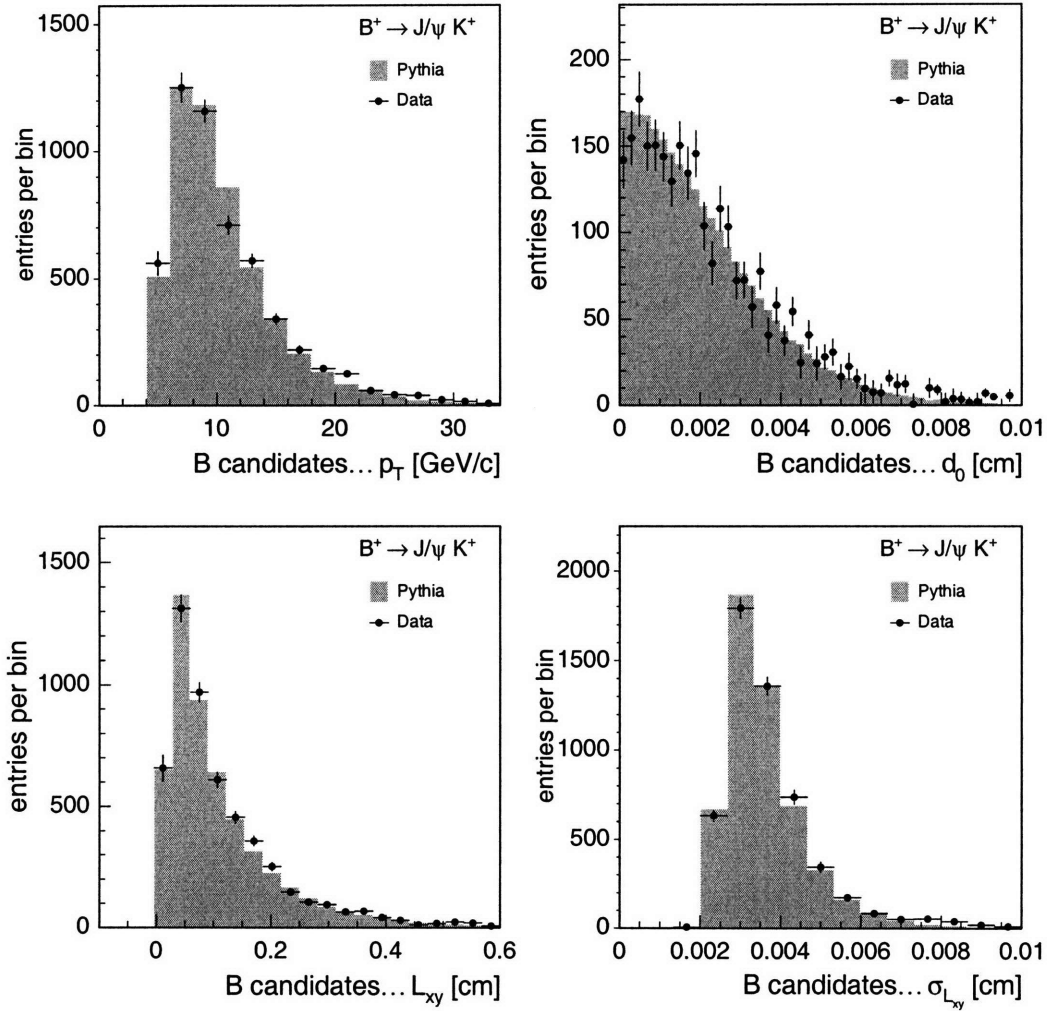 B⁺ → J/ψ K⁺
Pythia
Data
entries per bin
1500
1000
500
0
0 10 20 30
B candidates... p_T [GeV/c]
B⁺ → J/ψ K⁺
Pythia
Data
entries per bin
200
150
100
50
0
0 0.002 0.004 0.006 0.008 0.01
B candidates... d₀ [cm]
B⁺ → J/ψ K⁺
Pythia
Data
entries per bin
1500
1000
500
0
0 0.2 0.4 0.6
B candidates... L_xy [cm]
B⁺ → J/ψ K⁺
Pythia
Data
entries per bin
2000
1500
1000
500
0
0 0.002 0.004 0.006 0.008 0.01
B candidates... σ_L_xy [cm]